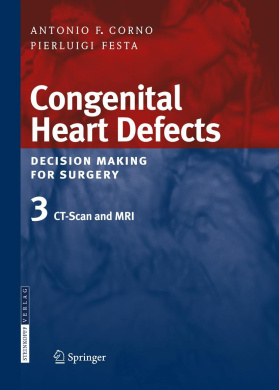 ANTONIO F. CORNO
PIERLUIGI FESTA
Congenital
Heart Defects
DECISION MAKING
FOR SURGERY
3 CT-Scan and MRI
STEINKOPFF
VERLAG
Springer